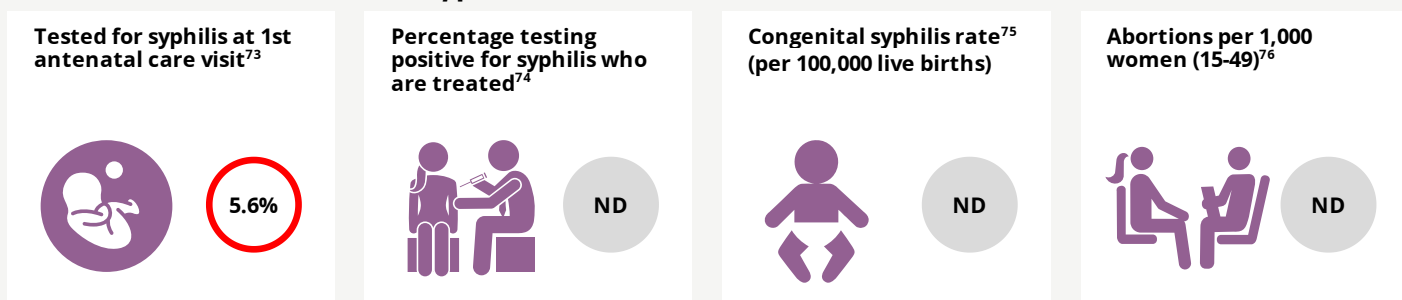 Tested for syphilis at 1st
antenatal care visit⁷³
5.6%
Percentage testing
positive for syphilis who
are treated⁷⁴
ND
Congenital syphilis rate⁷⁵
(per 100,000 live births)
ND
Abortions per 1,000
women (15-49)⁷⁶
ND